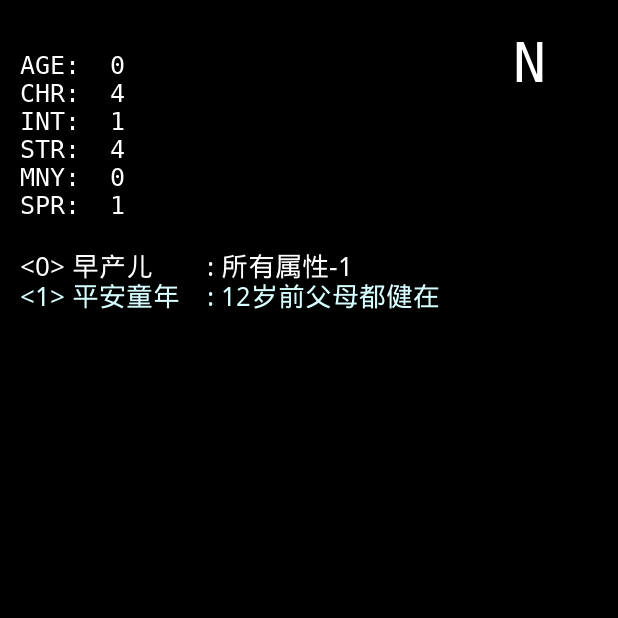 N
AGE: 0
CHR: 4
INT: 1
STR: 4
MNY: 0
SPR: 1
<0> 早产儿 : 所有属性-1
<1> 平安童年 : 12岁前父母都健在